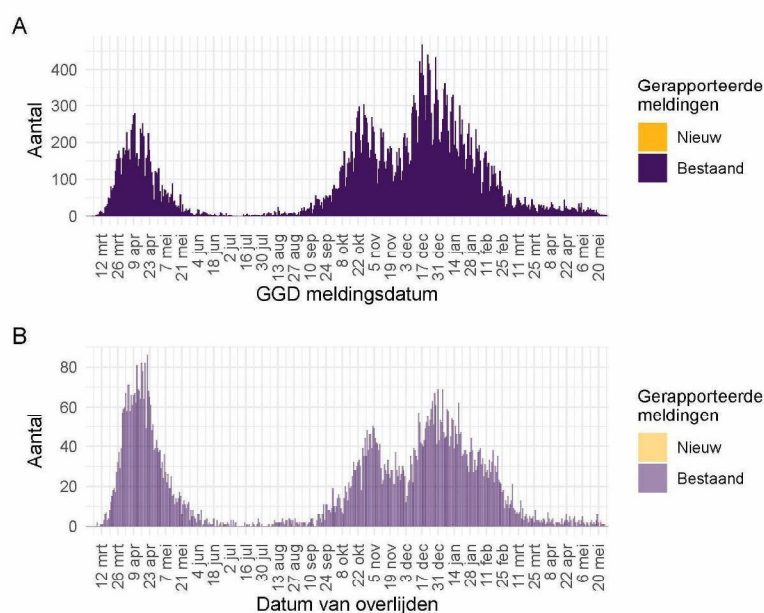 A
Aantal
400
300
200
100
0
12 mrt
26 mrt
9 apr
23 apr
7 mei
21 mei
4 jun
18 jun
2 jul
16 jul
30 jul
13 aug
27 aug
10 sep
24 sep
8 okt
22 okt
5 nov
19 nov
3 dec
17 dec
31 dec
14 jan
28 jan
11 feb
25 feb
11 mrt
25 mrt
8 apr
22 apr
6 mei
20 mei
GGD meldingsdatum
Gerapporteerde
meldingen
Nieuw
Bestaand
B
Aantal
80
60
40
20
0
12 mrt
26 mrt
9 apr
23 apr
7 mei
21 mei
4 jun
18 jun
2 jul
16 jul
30 jul
13 aug
27 aug
10 sep
24 sep
8 okt
22 okt
5 nov
19 nov
3 dec
17 dec
31 dec
14 jan
28 jan
11 feb
25 feb
11 mrt
25 mrt
8 apr
22 apr
6 mei
20 mei
Datum van overlijden
Gerapporteerde
meldingen
Nieuw
Bestaand